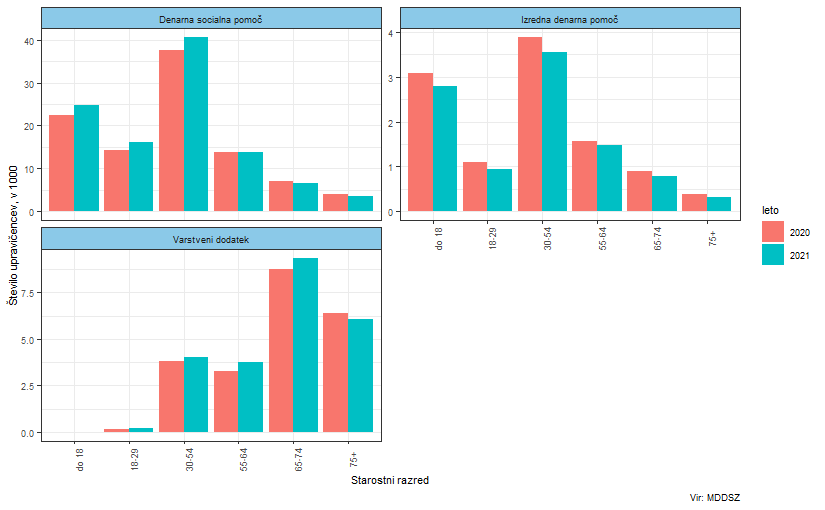 Denarna socialna pomoč
Izredna denarna pomoč
40
30
20
10
0
4
3
2
1
0
do 18
18-29
30-54
55-64
65-74
75+
Varstveni dodatek
7.5
5.0
2.5
0.0
do 18
18-29
30-54
55-64
65-74
75+
Število upravičencev, v 1000
Starostni razred
leto
2020
2021
Vir: MDDSZ